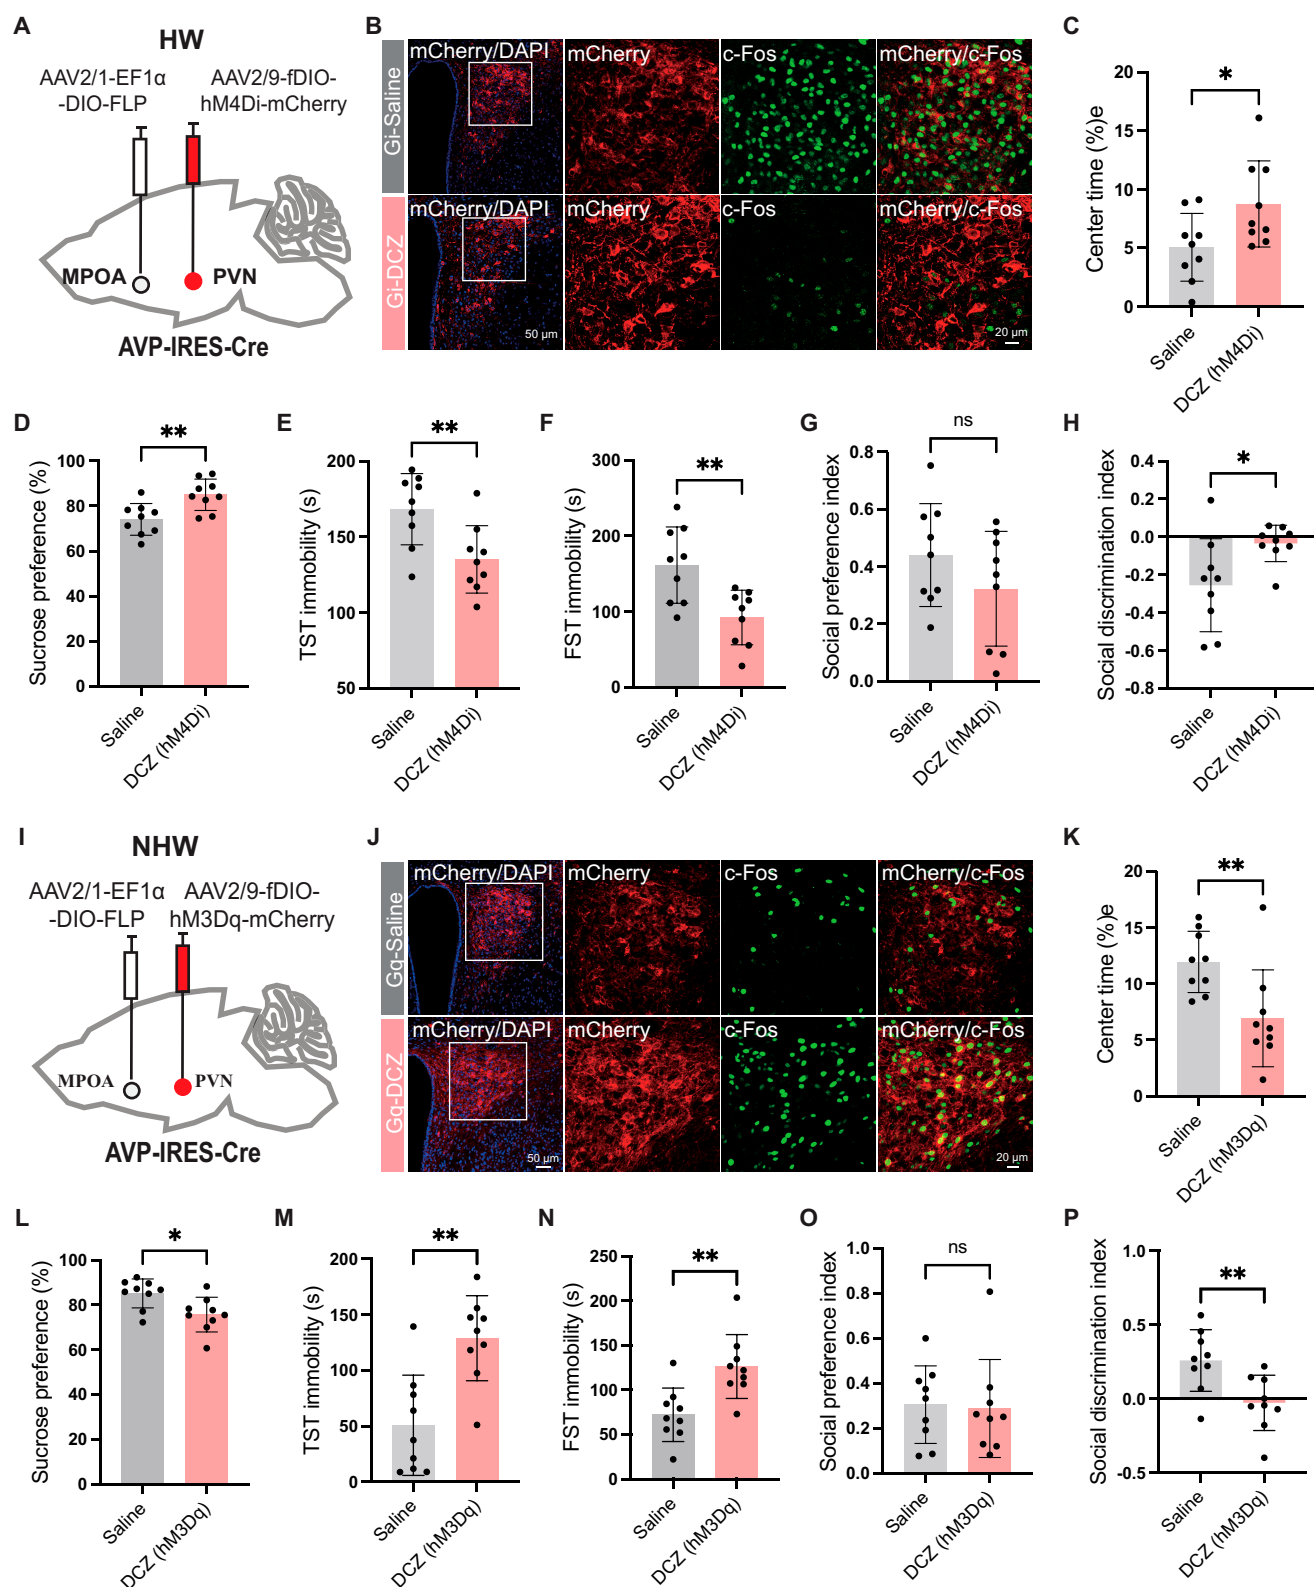 A
HW
AAV2/1-EF1α
-DIO-FLP
AAV2/9-fDIO-
hM4Di-mCherry
MPOA
PVN
AVP-IRES-Cre
B
Gi-Saline
mCherry/DAPI
mCherry
c-Fos
mCherry/c-Fos
Gi-DCZ
mCherry/DAPI
50 µm
mCherry
c-Fos
mCherry/c-Fos
20 µm
C
Center time (%)e
20
15
10
5
0
*
Saline
DCZ (hM4Di)
D
Sucrose preference (%)
100
80
60
40
20
0
**
Saline
DCZ (hM4Di)
E
TST immobility (s)
200
150
100
50
**
Saline
DCZ (hM4Di)
F
FST immobility (s)
300
200
100
0
**
Saline
DCZ (hM4Di)
G
Social preference index
0.8
0.6
0.4
0.2
0.0
ns
Saline
DCZ (hM4Di)
H
Social discrimination index
0.4
0.2
0.0
-0.2
-0.4
-0.6
-0.8
*
Saline
DCZ (hM4Di)
I
NHW
AAV2/1-EF1α
-DIO-FLP
AAV2/9-fDIO-
hM3Dq-mCherry
MPOA
PVN
AVP-IRES-Cre
J
Gq-Saline
mCherry/DAPI
mCherry
c-Fos
mCherry/c-Fos
Gq-DCZ
mCherry/DAPI
50 µm
mCherry
c-Fos
mCherry/c-Fos
20 µm
K
Center time (%)e
20
15
10
5
0
**
Saline
DCZ (hM3Dq)
L
Sucrose preference (%)
100
80
60
40
20
0
*
Saline
DCZ (hM3Dq)
M
TST immobility (s)
200
150
100
50
0
**
Saline
DCZ (hM3Dq)
N
FST immobility (s)
250
200
150
100
50
0
**
Saline
DCZ (hM3Dq)
O
Social preference index
1.0
0.8
0.6
0.4
0.2
0.0
ns
Saline
DCZ (hM3Dq)
P
Social discrimination index
1.0
0.5
0.0
-0.5
**
Saline
DCZ (hM3Dq)